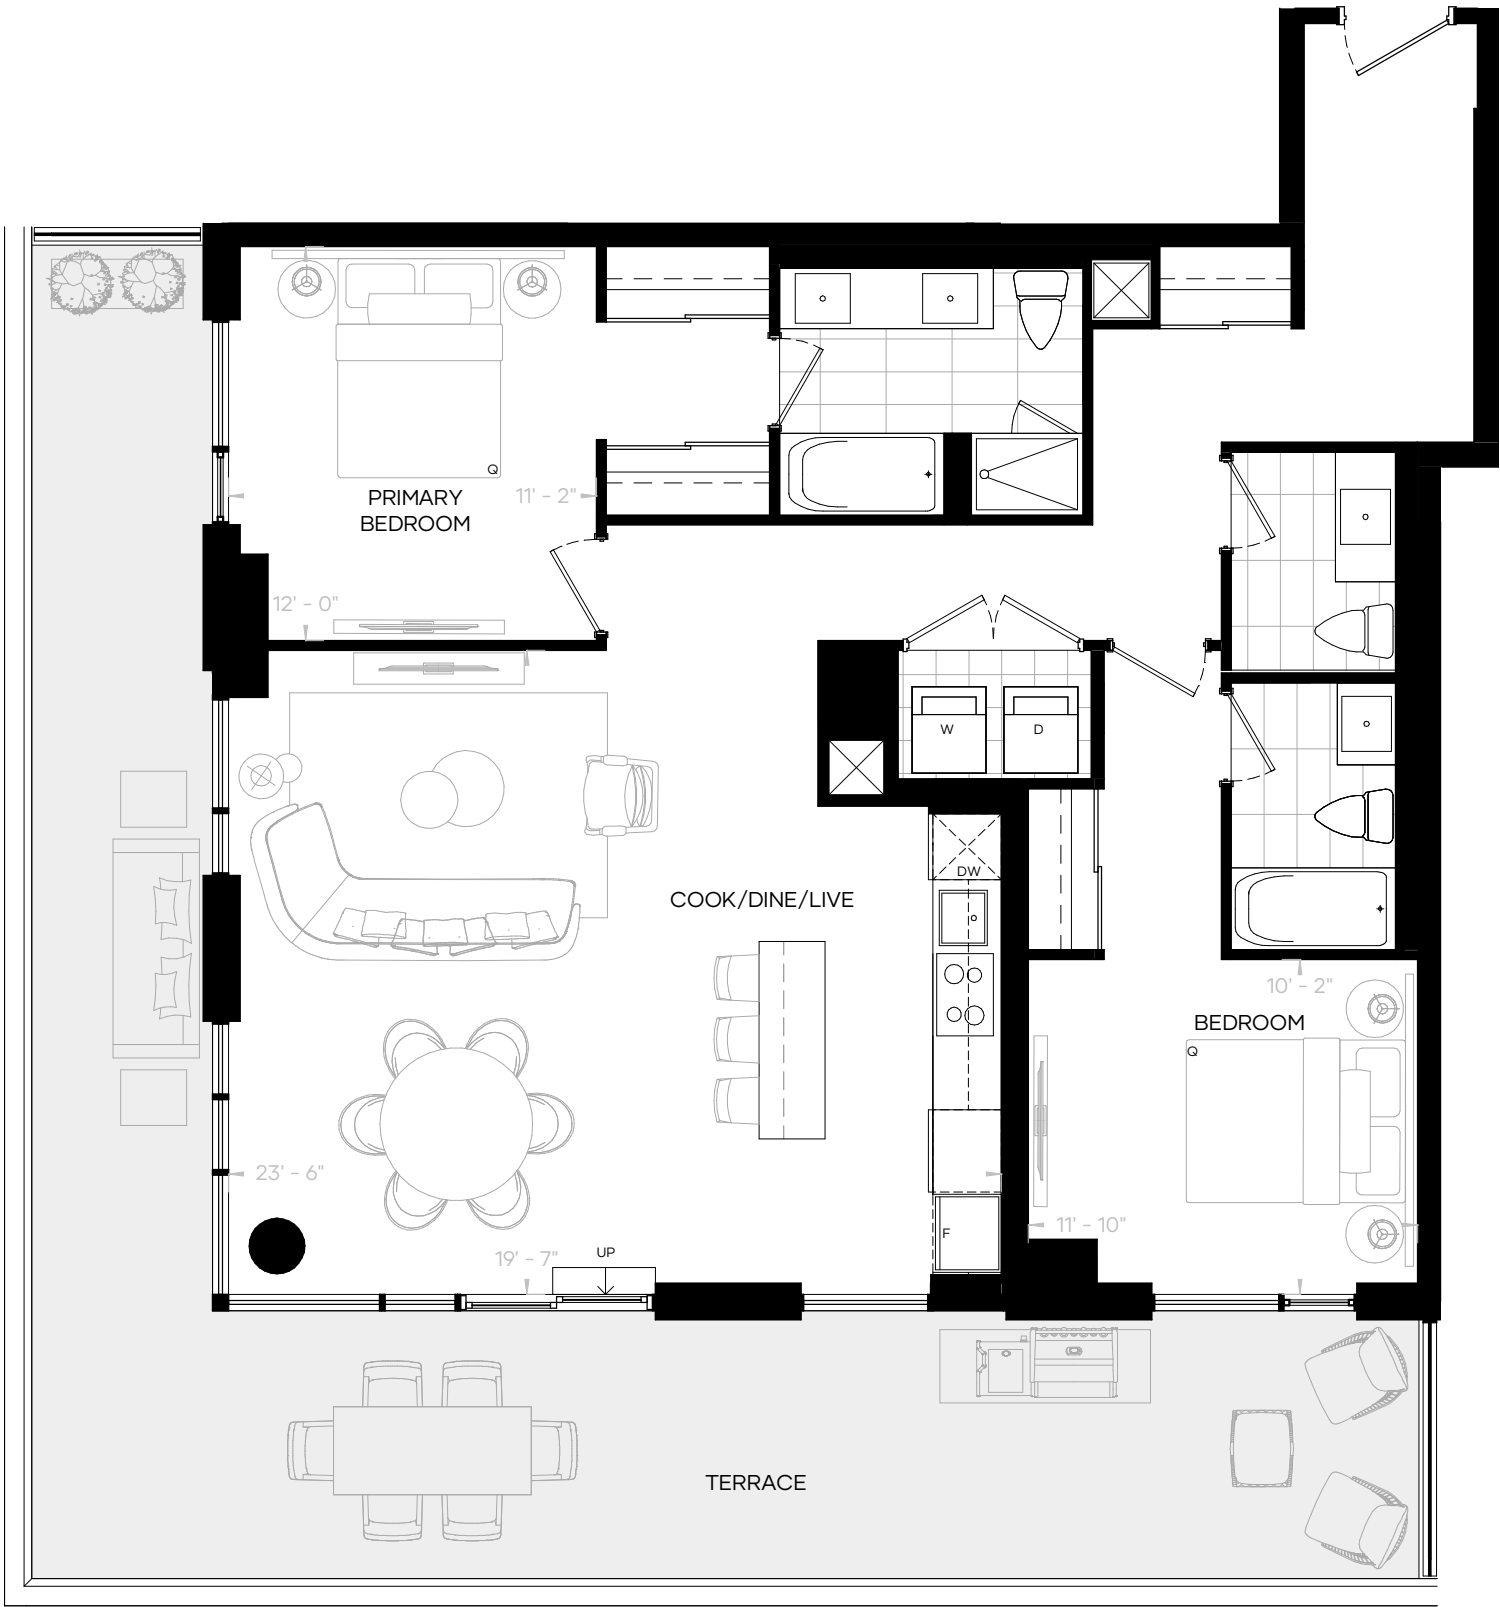 Q
PRIMARY
BEDROOM
11' - 2"
12' - 0"
W
D
DW
COOK/DINE/LIVE
10' - 2"
BEDROOM
Q
23' - 6"
11' - 10"
F
19' - 7"
UP
TERRACE